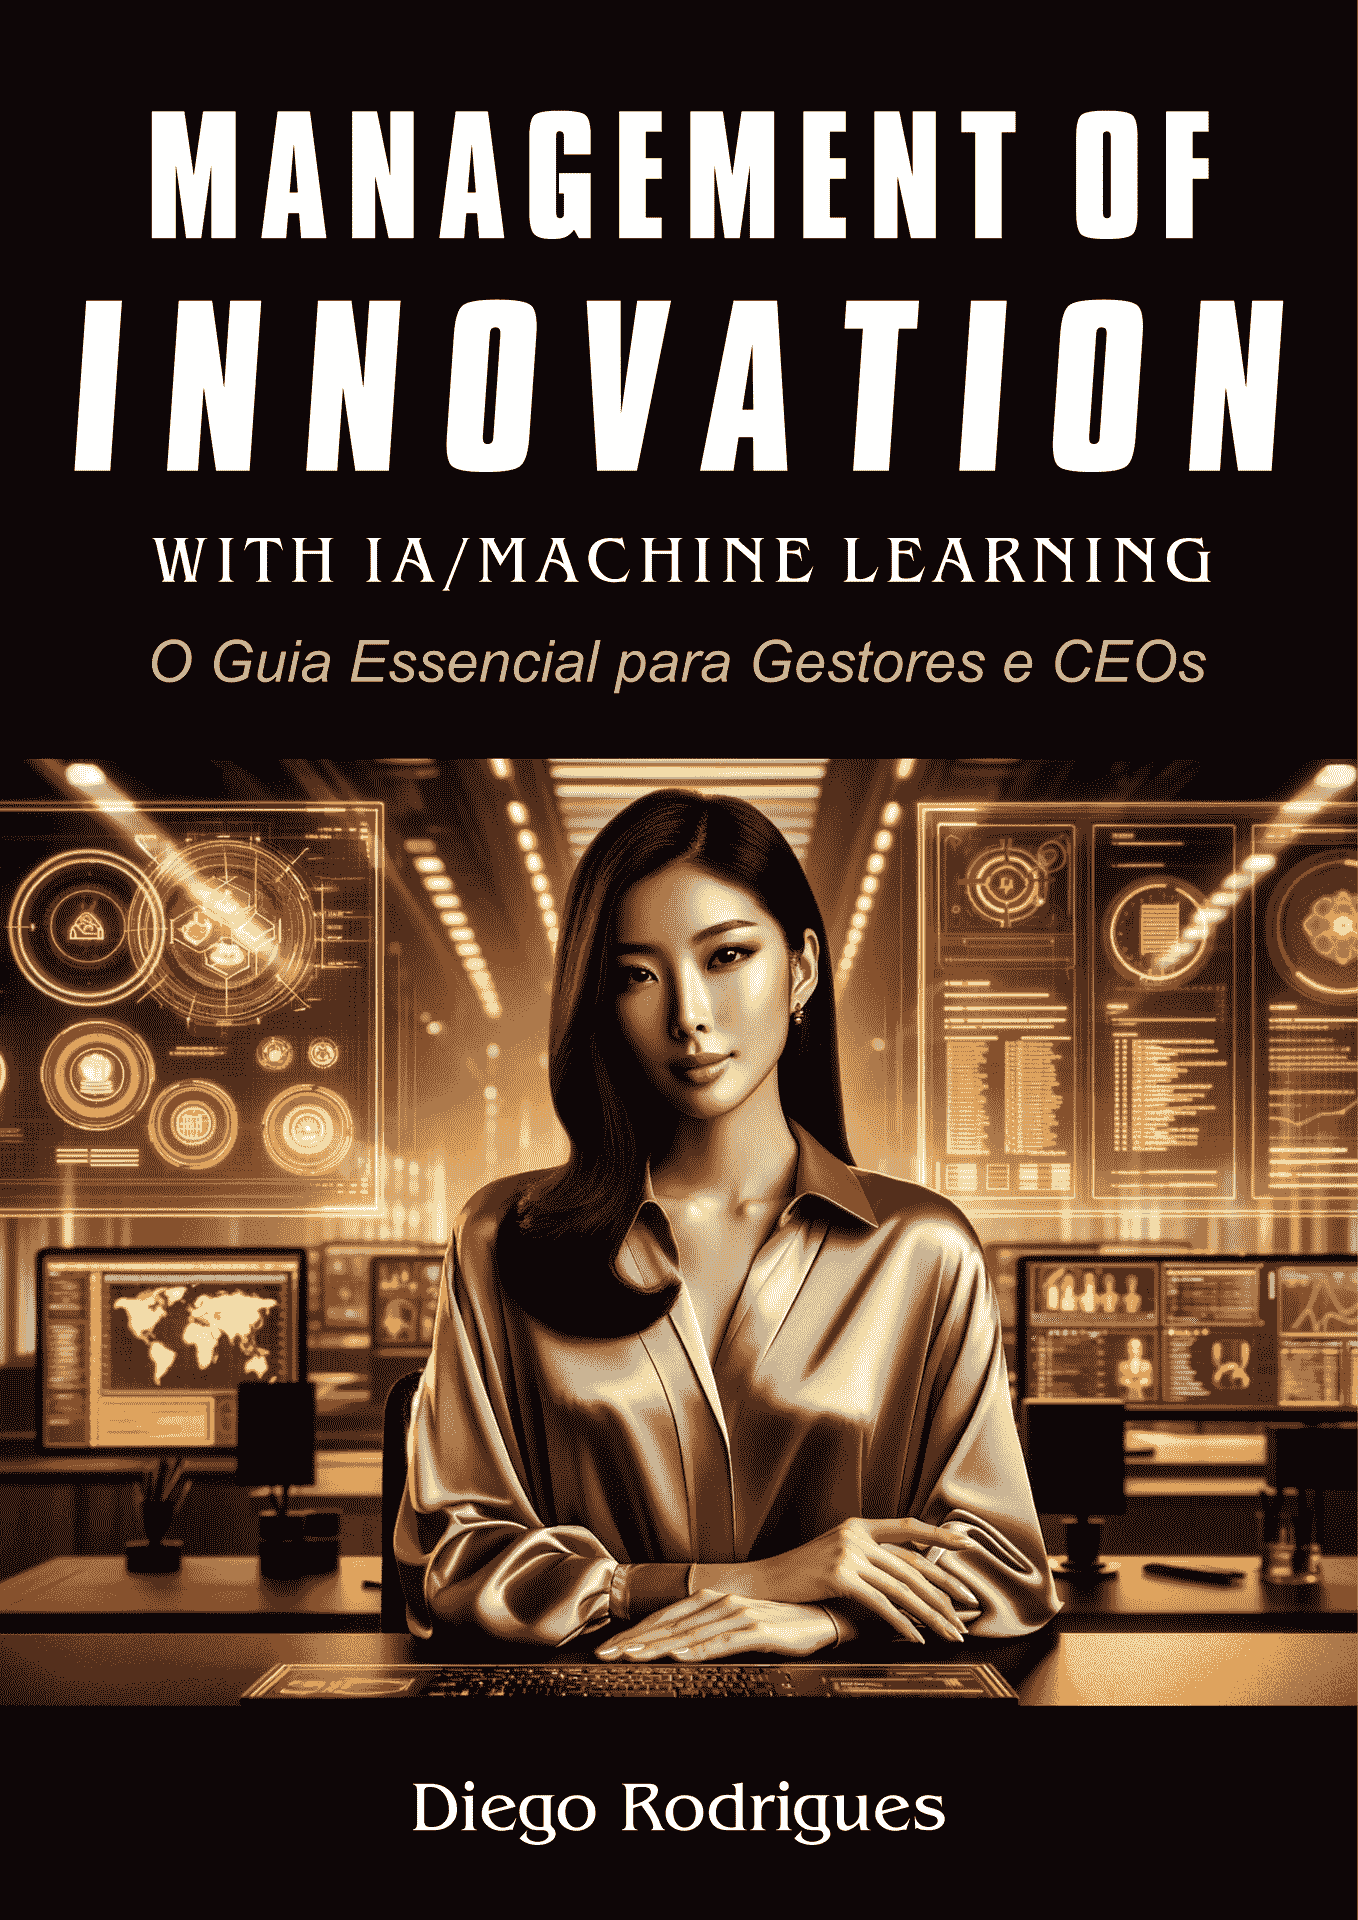 MANAGEMENT OF
INNOVATION
WITH IA/MACHINE LEARNING
O Guia Essencial para Gestores e CEOs
Diego Rodrigues